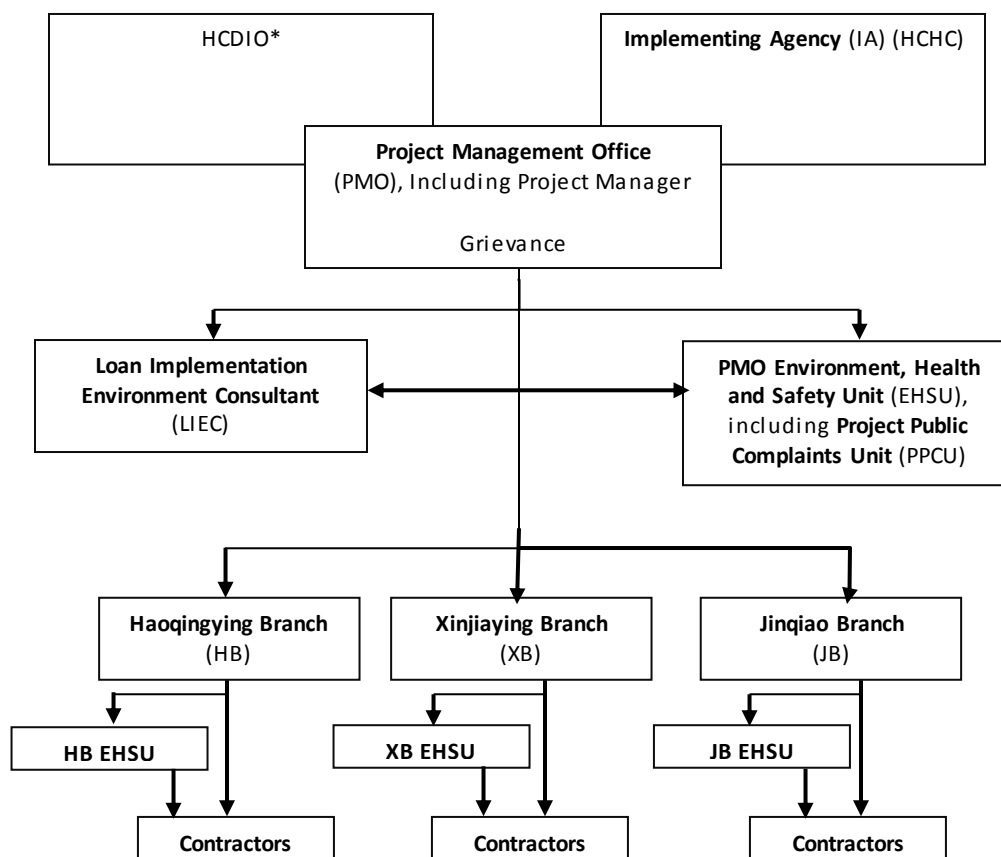 HCDIO*
Implementing Agency (IA) (HCHC)
Project Management Office
(PMO), Including Project Manager
Grievance
Loan Implementation
Environment Consultant
(LIEC)
PMO Environment, Health
and Safety Unit (EHSU),
including Project Public
Complaints Unit (PPCU)
Haoqingying Branch
(HB)
Xinjiaying Branch
(XB)
Jinqiao Branch
(JB)
HB EHSU
XB EHSU
JB EHSU
Contractors
Contractors
Contractors